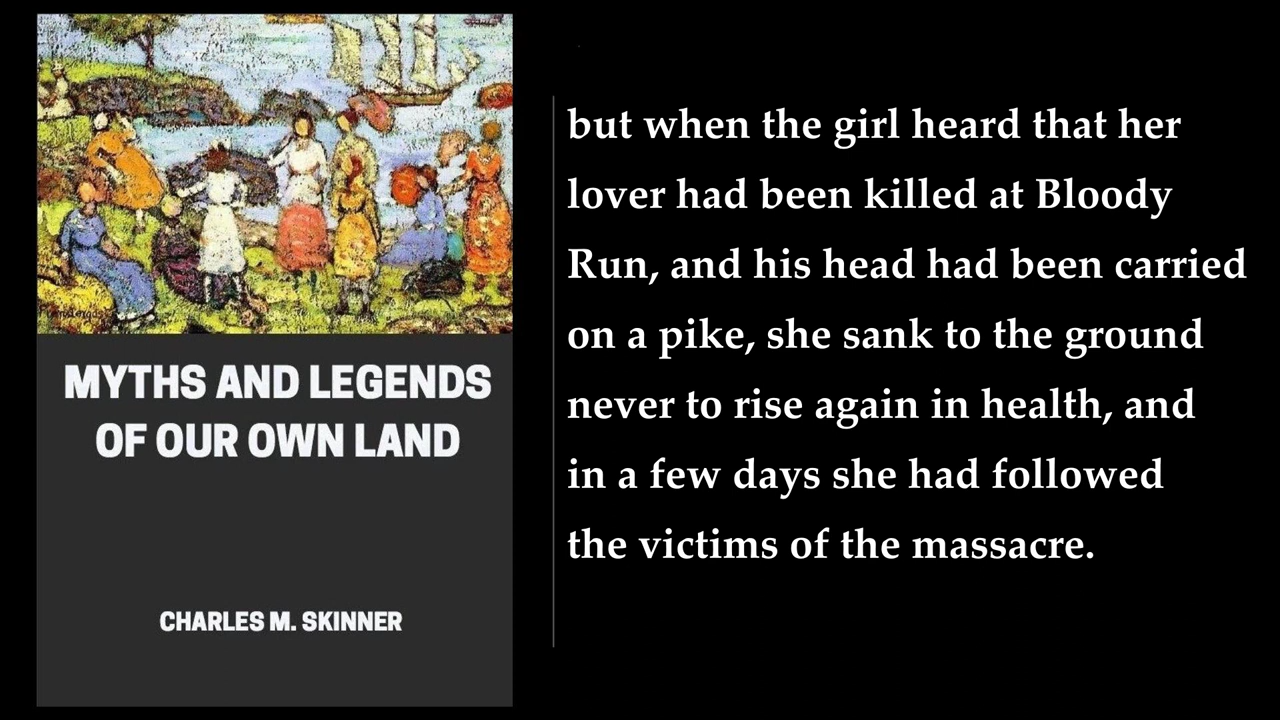 MYTHS AND LEGENDS
OF OUR OWN LAND
CHARLES M. SKINNER
but when the girl heard that her
lover had been killed at Bloody
Run, and his head had been carried
on a pike, she sank to the ground
never to rise again in health, and
in a few days she had followed
the victims of the massacre.